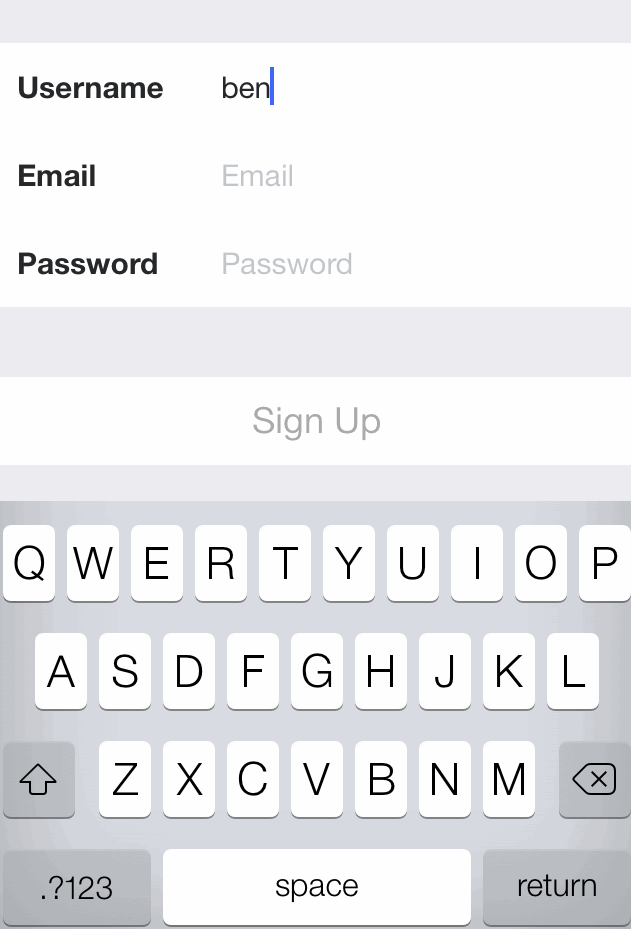 Username ben
Email Email
Password Password
Sign Up
Q W E R T Y U I O P
A S D F G H J K L
Z X C V B N M
.?123 space return